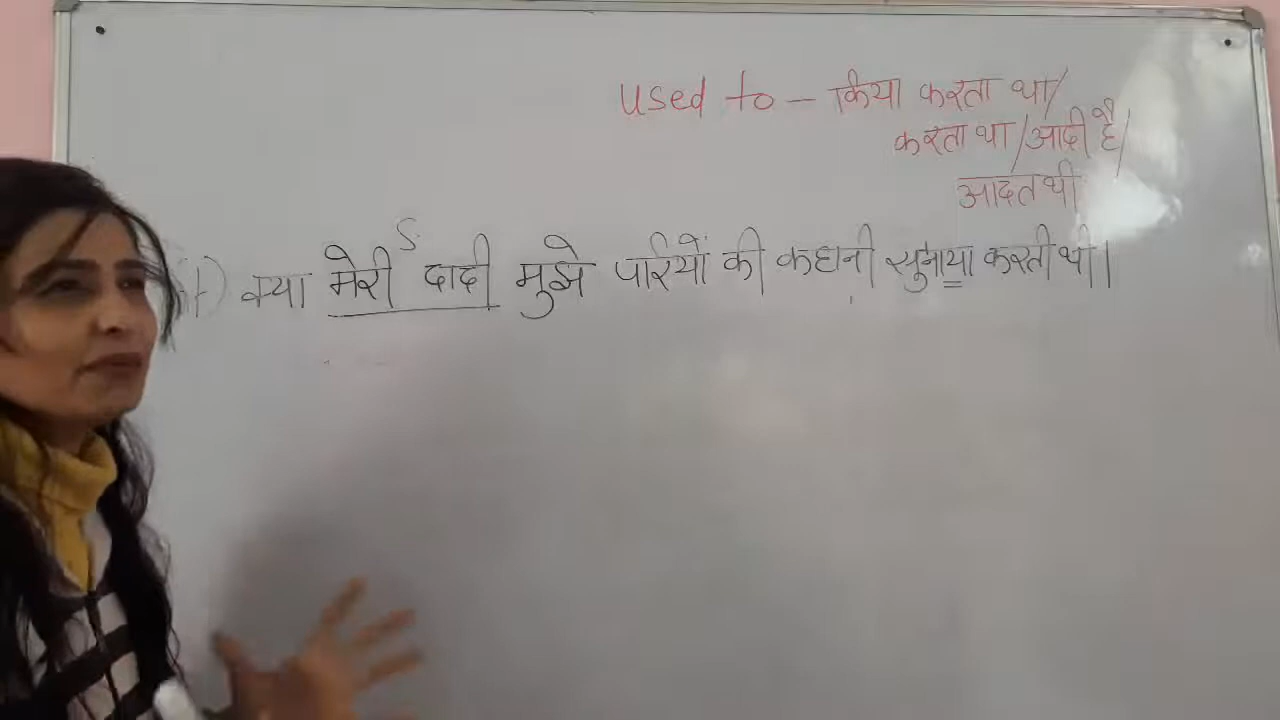 used to – किया करता था/
करता था/आदी है/
आदत थी
S.
क्या मेरी दादी मुझे परियों की कहानी सुनाया करती थी।